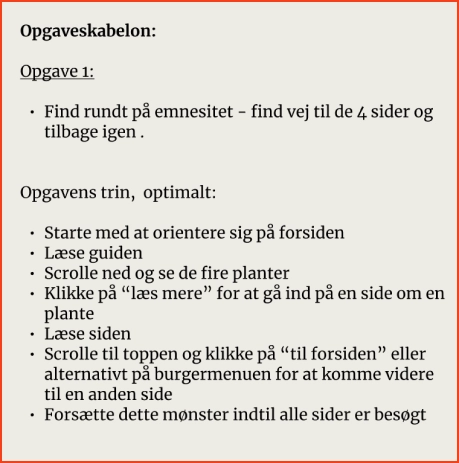 Opgaveskabelon:
Opgave 1:
• Find rundt på emnesitet - find vej til de 4 sider og
tilbage igen .
Opgavens trin,  optimalt:
• Starte med at orientere sig på forsiden
• Læse guiden
• Scrolle ned og se de fire planter
• Klikke på “læs mere” for at gå ind på en side om en
plante
• Læse siden
• Scrolle til toppen og klikke på “til forsiden” eller
alternativt på burgermenuen for at komme videre
til en anden side
• Forsætte dette mønster indtil alle sider er besøgt